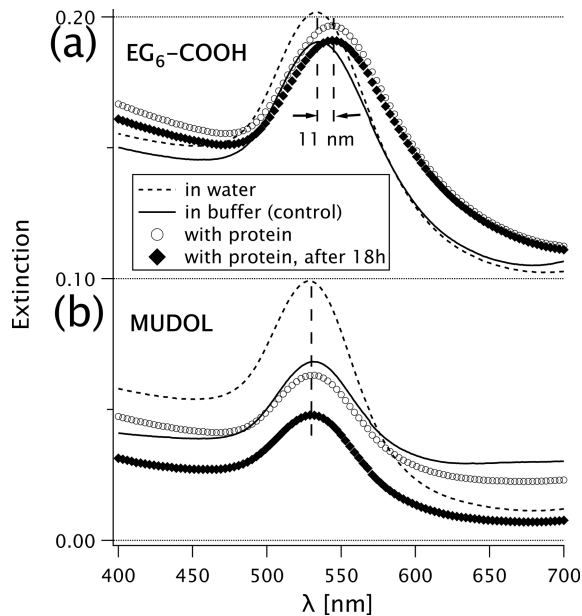 0.20
(a)
EG6-COOH
11 nm
in water
in buffer (control)
with protein
with protein, after 18h
Extinction
0.10
(b)
MUDOL
0.00
400 450 500 550 600 650 700
λ [nm]